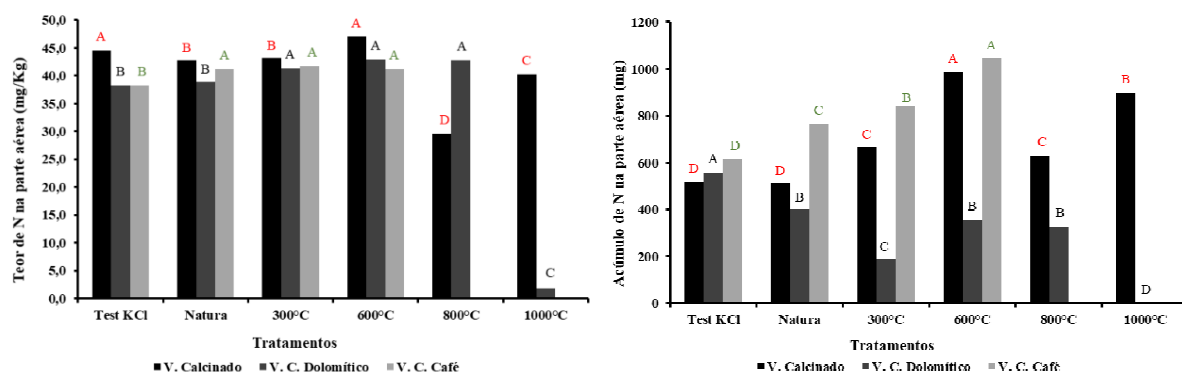 50,0
45,0
40,0
35,0
30,0
25,0
20,0
15,0
10,0
5,0
0,0
Teor de N na parte aérea (mg/Kg)
A B B
B B A
B A A
A A A
D A
C C
Test KCl Natura 300°C 600°C 800°C 1000°C
Tratamentos
V. Calcinado V. C. Dolomítico V. C. Café
1200
1000
800
600
400
200
0
Acúmulo de N na parte aérea (mg)
D A D
D B C
C C B
A B A
C B
B D
Test KCl Natura 300°C 600°C 800°C 1000°C
Tratamentos
V. Calcinado V. C. Dolomítico V. C. Café